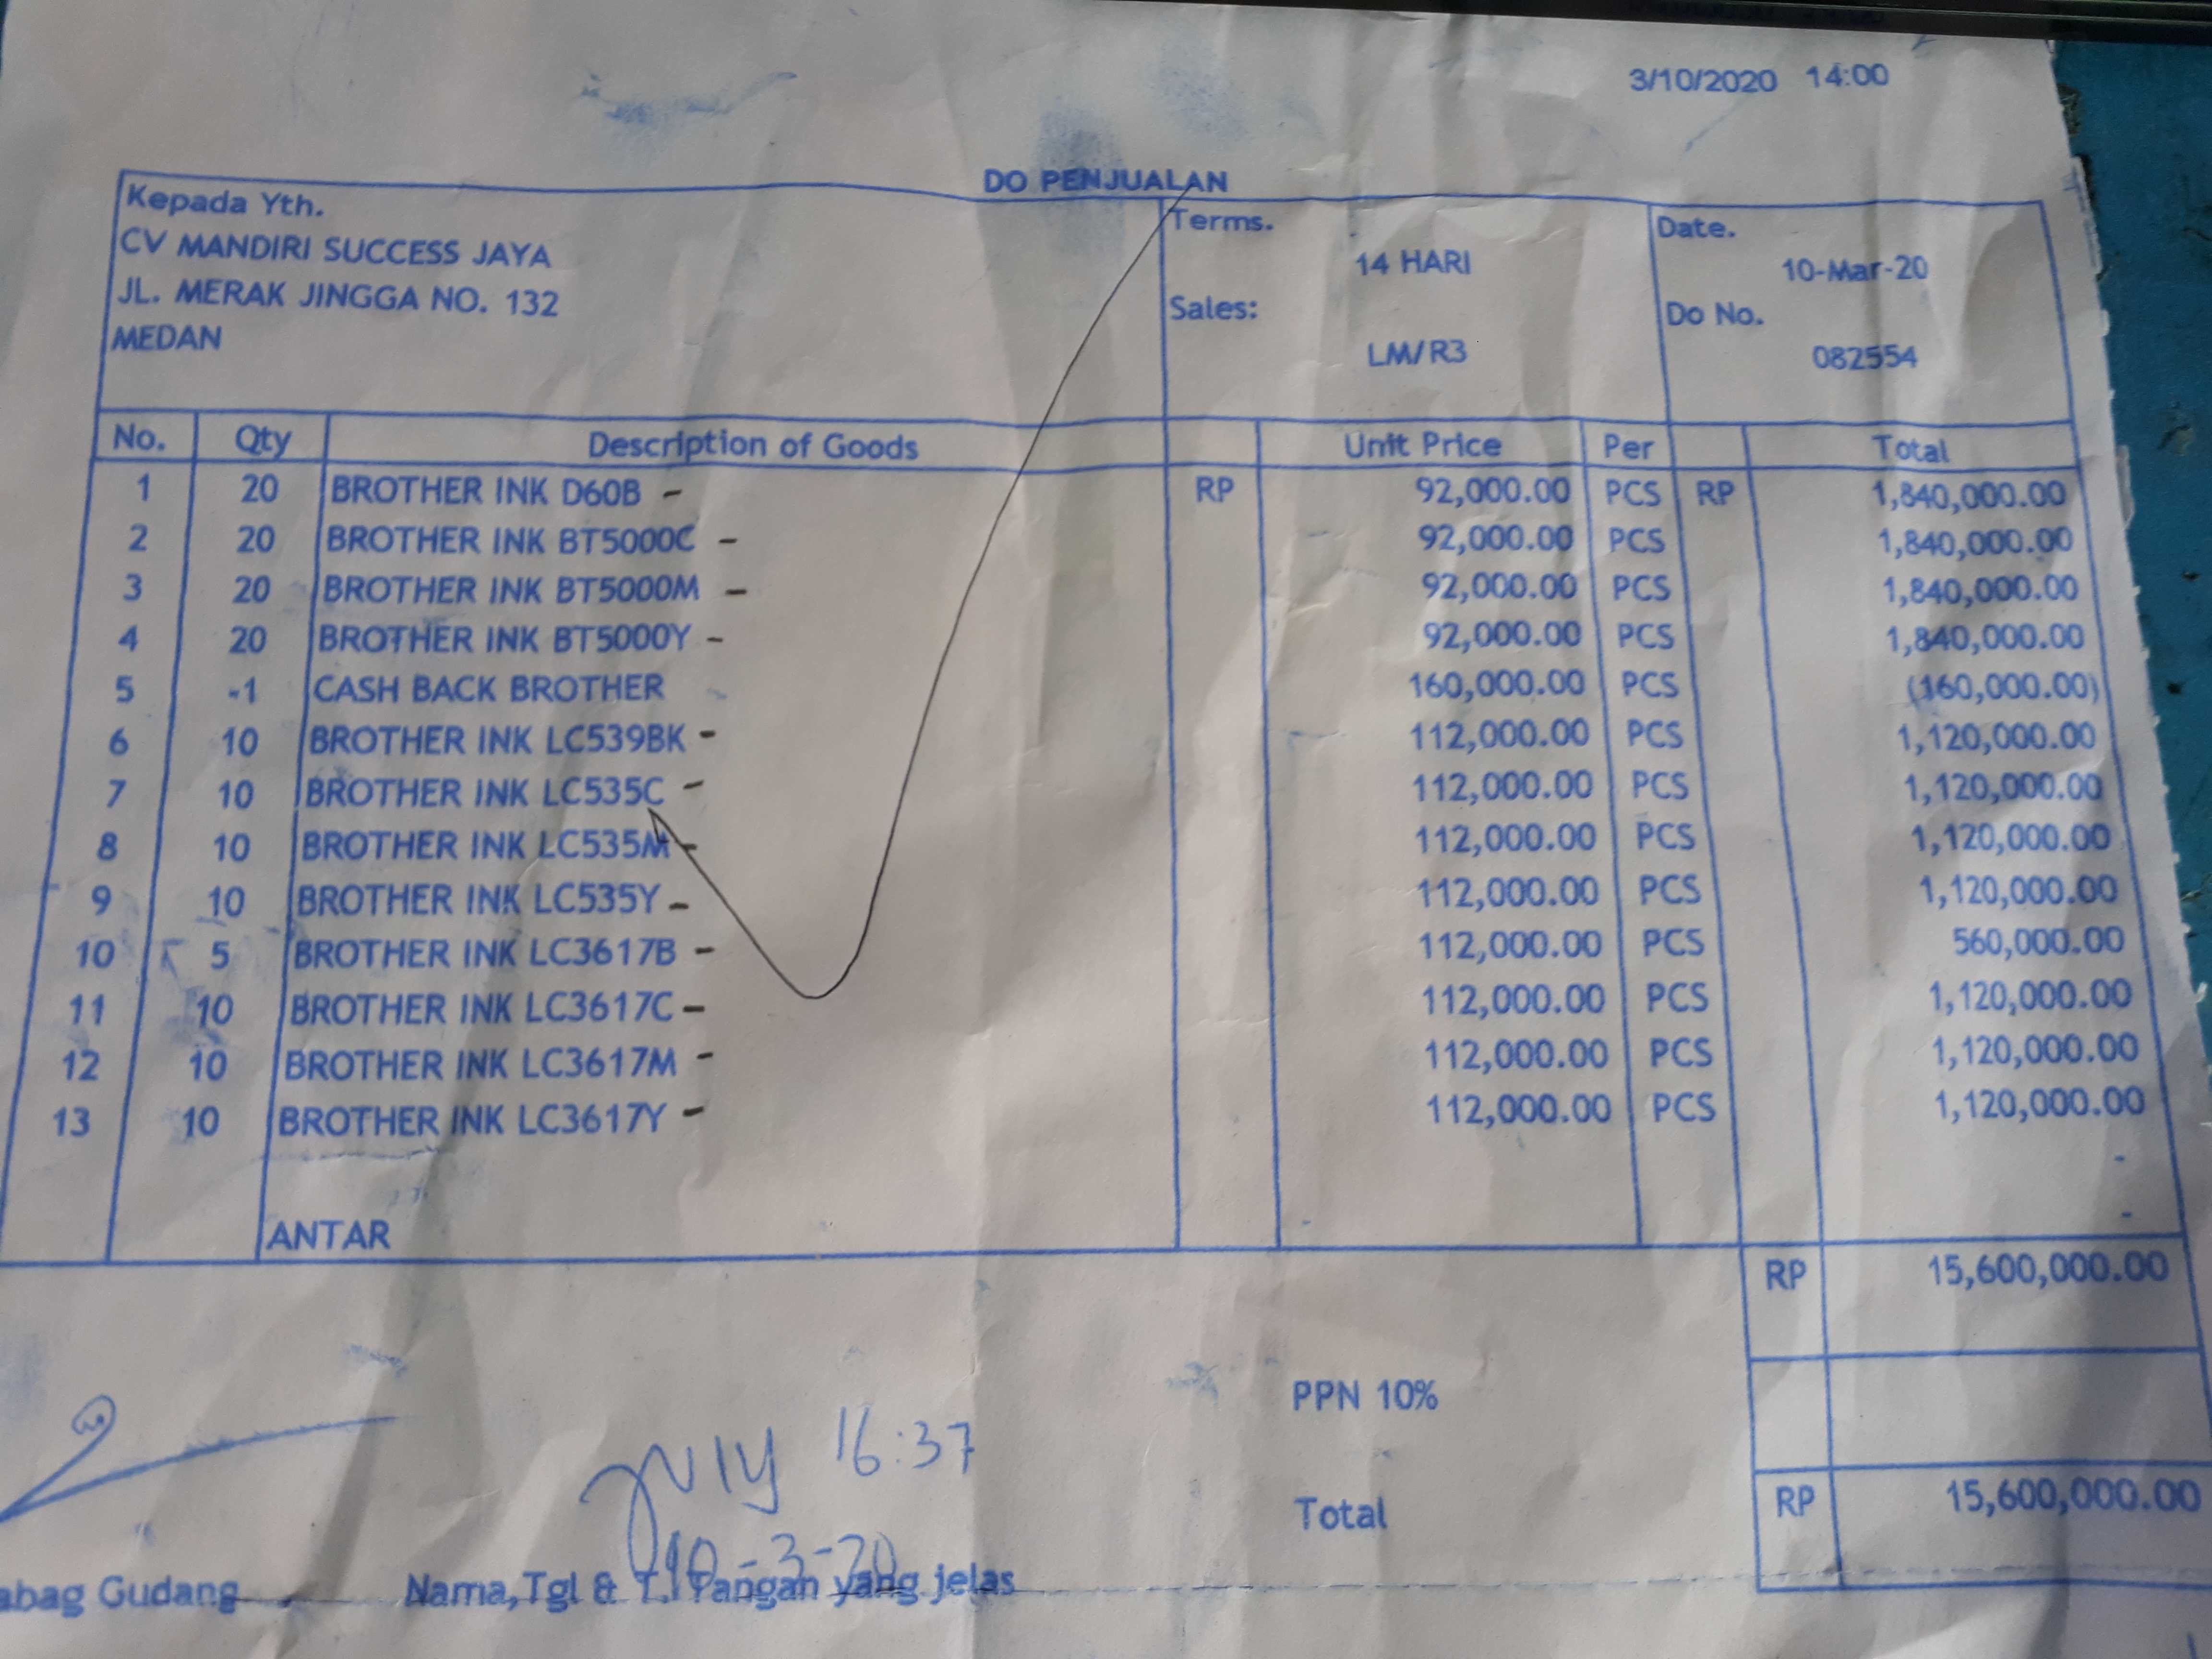 3/10/2020 14:00
DO PENJUALAN
Kepada Yth.
CV MANDIRI SUCCESS JAYA
JL. MERAK JINGGA NO. 132
MEDAN
Terms.
14 HARI
Sales:
LM/R3
Date.
10-Mar-20
Do No.
082554
No. Qty Description of Goods Unit Price Per Total
1 20 BROTHER INK D60B - RP 92,000.00 PCS RP 1,840,000.00
2 20 BROTHER INK BT5000C - 92,000.00 PCS 1,840,000.00
3 20 BROTHER INK BT5000M - 92,000.00 PCS 1,840,000.00
4 20 BROTHER INK BT5000Y - 92,000.00 PCS 1,840,000.00
5 -1 CASH BACK BROTHER 160,000.00 PCS (160,000.00)
6 10 BROTHER INK LC539BK - 112,000.00 PCS 1,120,000.00
7 10 BROTHER INK LC535C - 112,000.00 PCS 1,120,000.00
8 10 BROTHER INK LC535M - 112,000.00 PCS 1,120,000.00
9 10 BROTHER INK LC535Y - 112,000.00 PCS 1,120,000.00
10 5 BROTHER INK LC3617B - 112,000.00 PCS 560,000.00
11 10 BROTHER INK LC3617C - 112,000.00 PCS 1,120,000.00
12 10 BROTHER INK LC3617M - 112,000.00 PCS 1,120,000.00
13 10 BROTHER INK LC3617Y - 112,000.00 PCS 1,120,000.00
-
-
ANTAR
RP 15,600,000.00
PPN 10%
Total RP 15,600,000.00
July 16:37
10-3-20
abag Gudang
Nama,Tgl & T.Tangan yang jelas